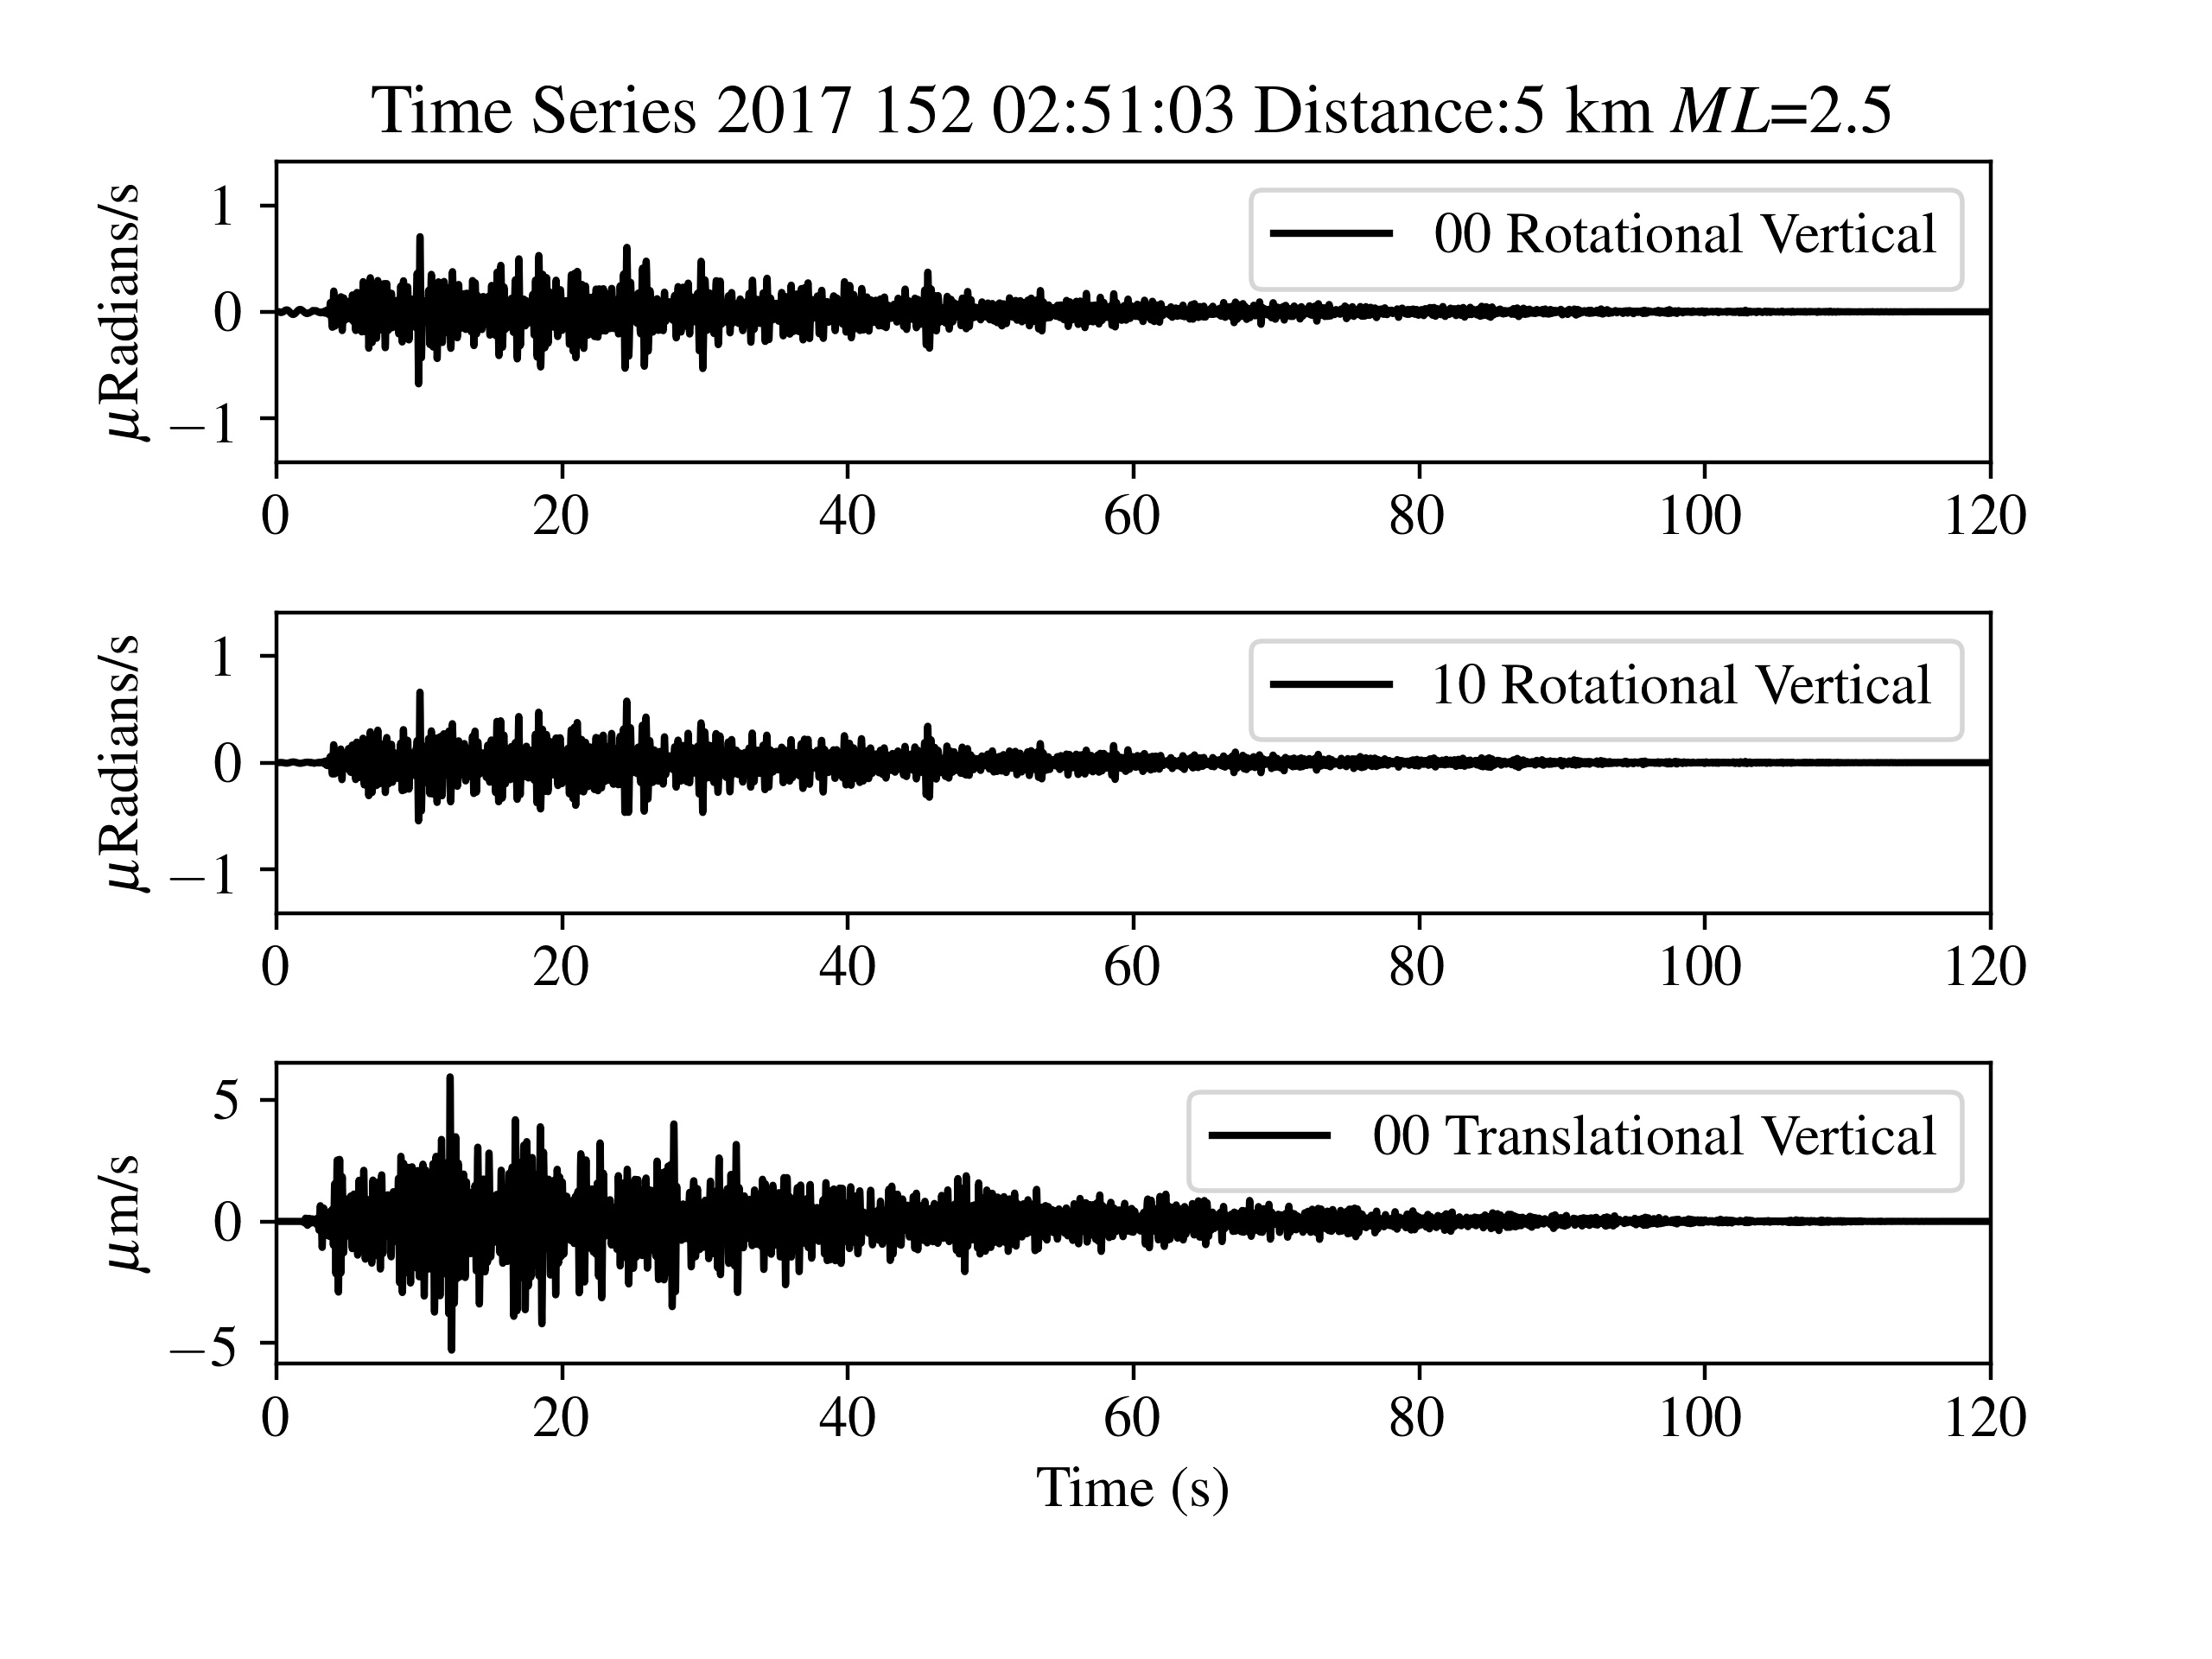 Time Series 2017 152 02:51:03 Distance:5 km ML=2.5
μRadians/s
1
0
−1
00 Rotational Vertical
0 20 40 60 80 100 120
μRadians/s
1
0
−1
10 Rotational Vertical
0 20 40 60 80 100 120
μm/s
5
0
−5
00 Translational Vertical
0 20 40 60 80 100 120
Time (s)